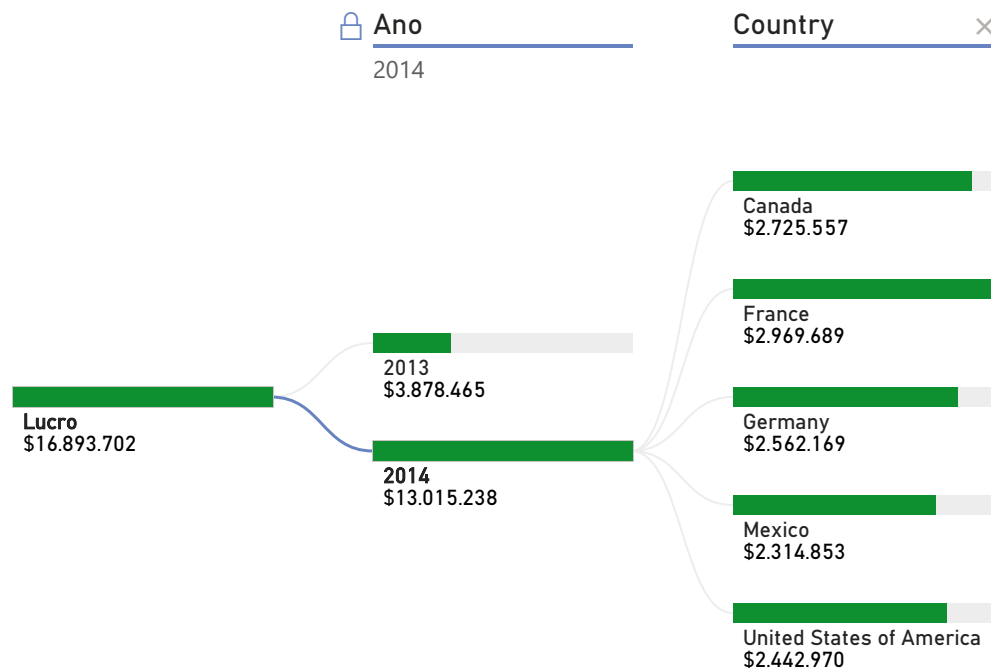 Ano
Country
2014
Canada
$2.725.557
France
$2.969.689
2013
$3.878.465
Lucro
$16.893.702
Germany
$2.562.169
2014
$13.015.238
Mexico
$2.314.853
United States of America
$2.442.970